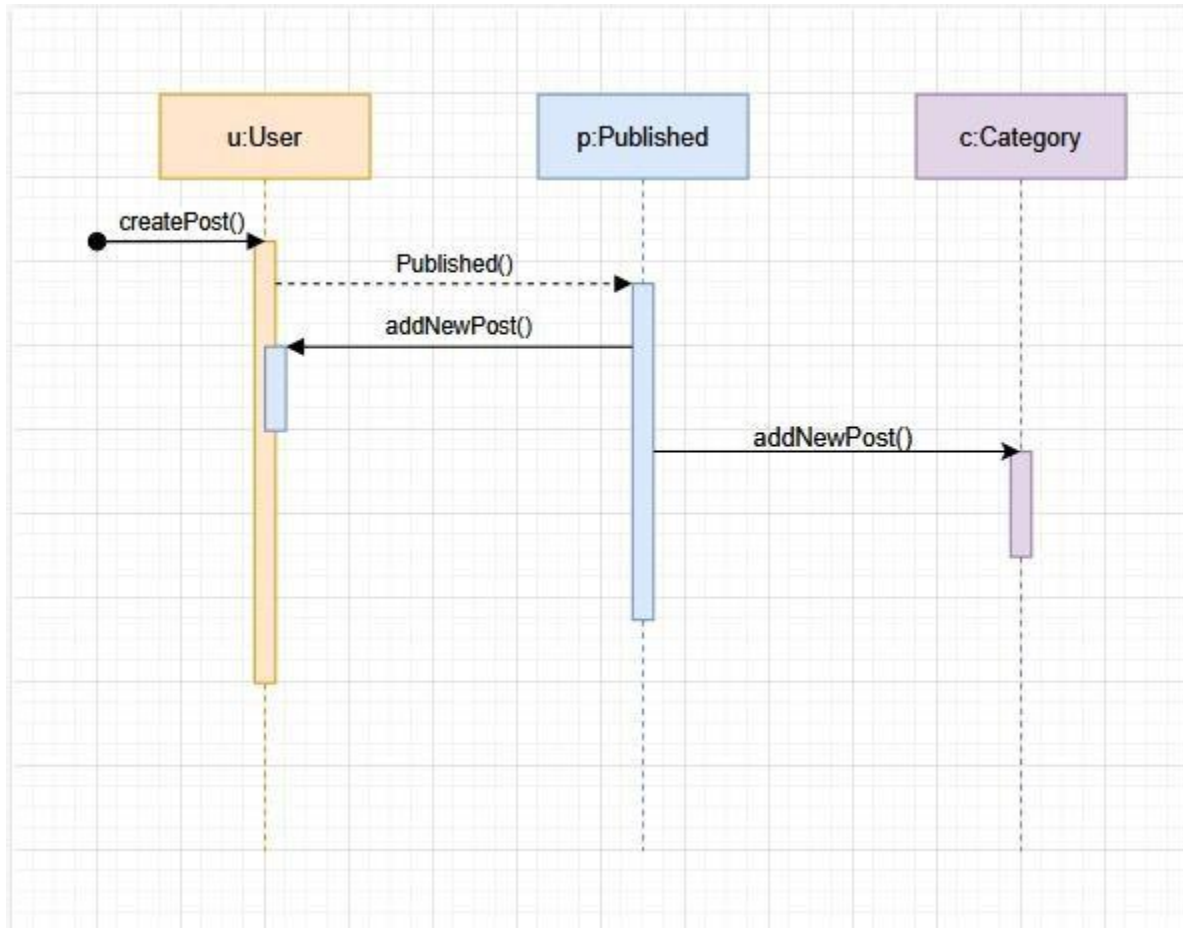 u:User
p:Published
c:Category
createPost()
Published()
addNewPost()
addNewPost()